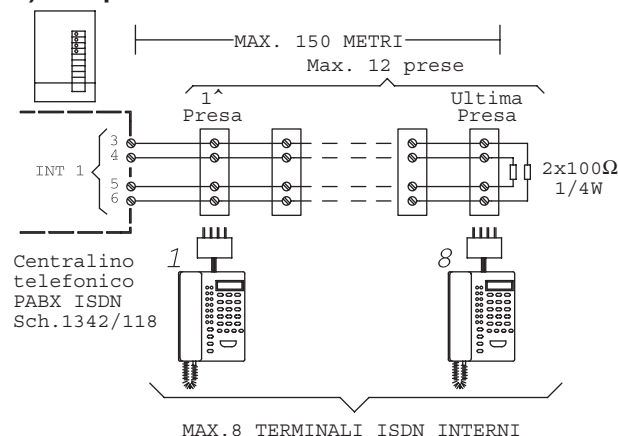 MAX. 150 METRI
Max. 12 prese
1^ Presa
Ultima Presa
3
4
INT 1
5
6
2x100Ω
1/4W
Centralino
telefonico
PABX ISDN
Sch.1342/118
1
8
MAX.8 TERMINALI ISDN INTERNI